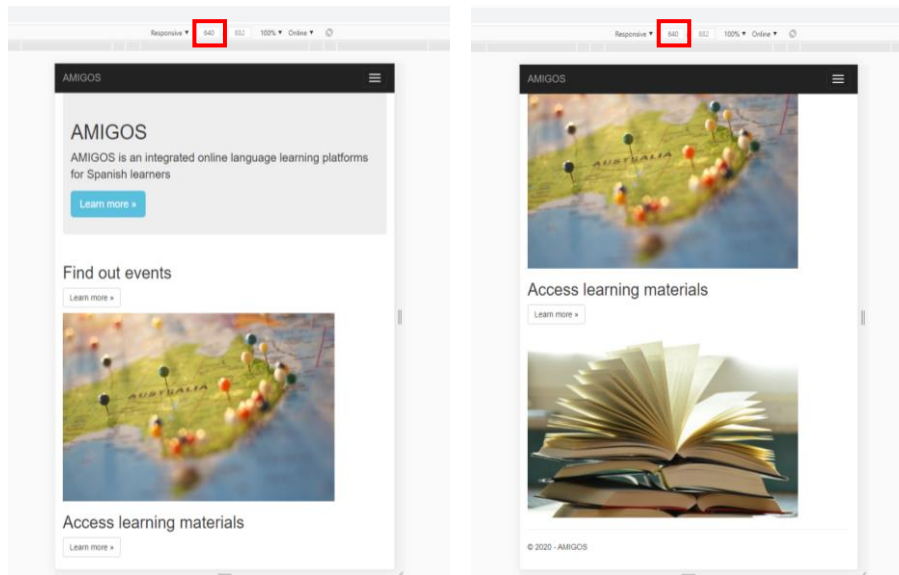 Responsive ▼ 640 882 100% ▼ Online ▼
AMIGOS
AMIGOS
AMIGOS is an integrated online language learning platforms
for Spanish learners
Learn more »
Find out events
Learn more »
AUSTRALIA
Access learning materials
Learn more »
Responsive ▼ 640 882 100% ▼ Online ▼
AMIGOS
AUSTRALIA
Access learning materials
Learn more »
© 2020 - AMIGOS